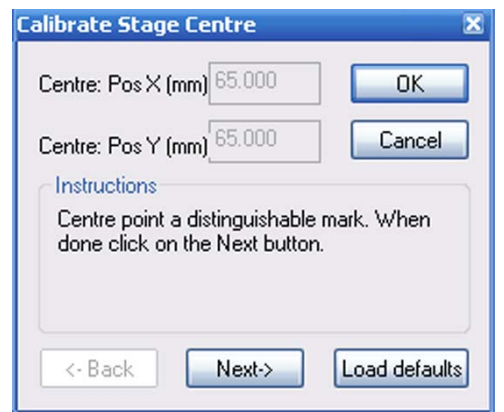 Calibrate Stage Centre
Centre: Pos X (mm) 65.000
OK
Centre: Pos Y (mm) 65.000
Cancel
Instructions
Centre point a distinguishable mark. When
done click on the Next button.
<- Back
Next->
Load defaults